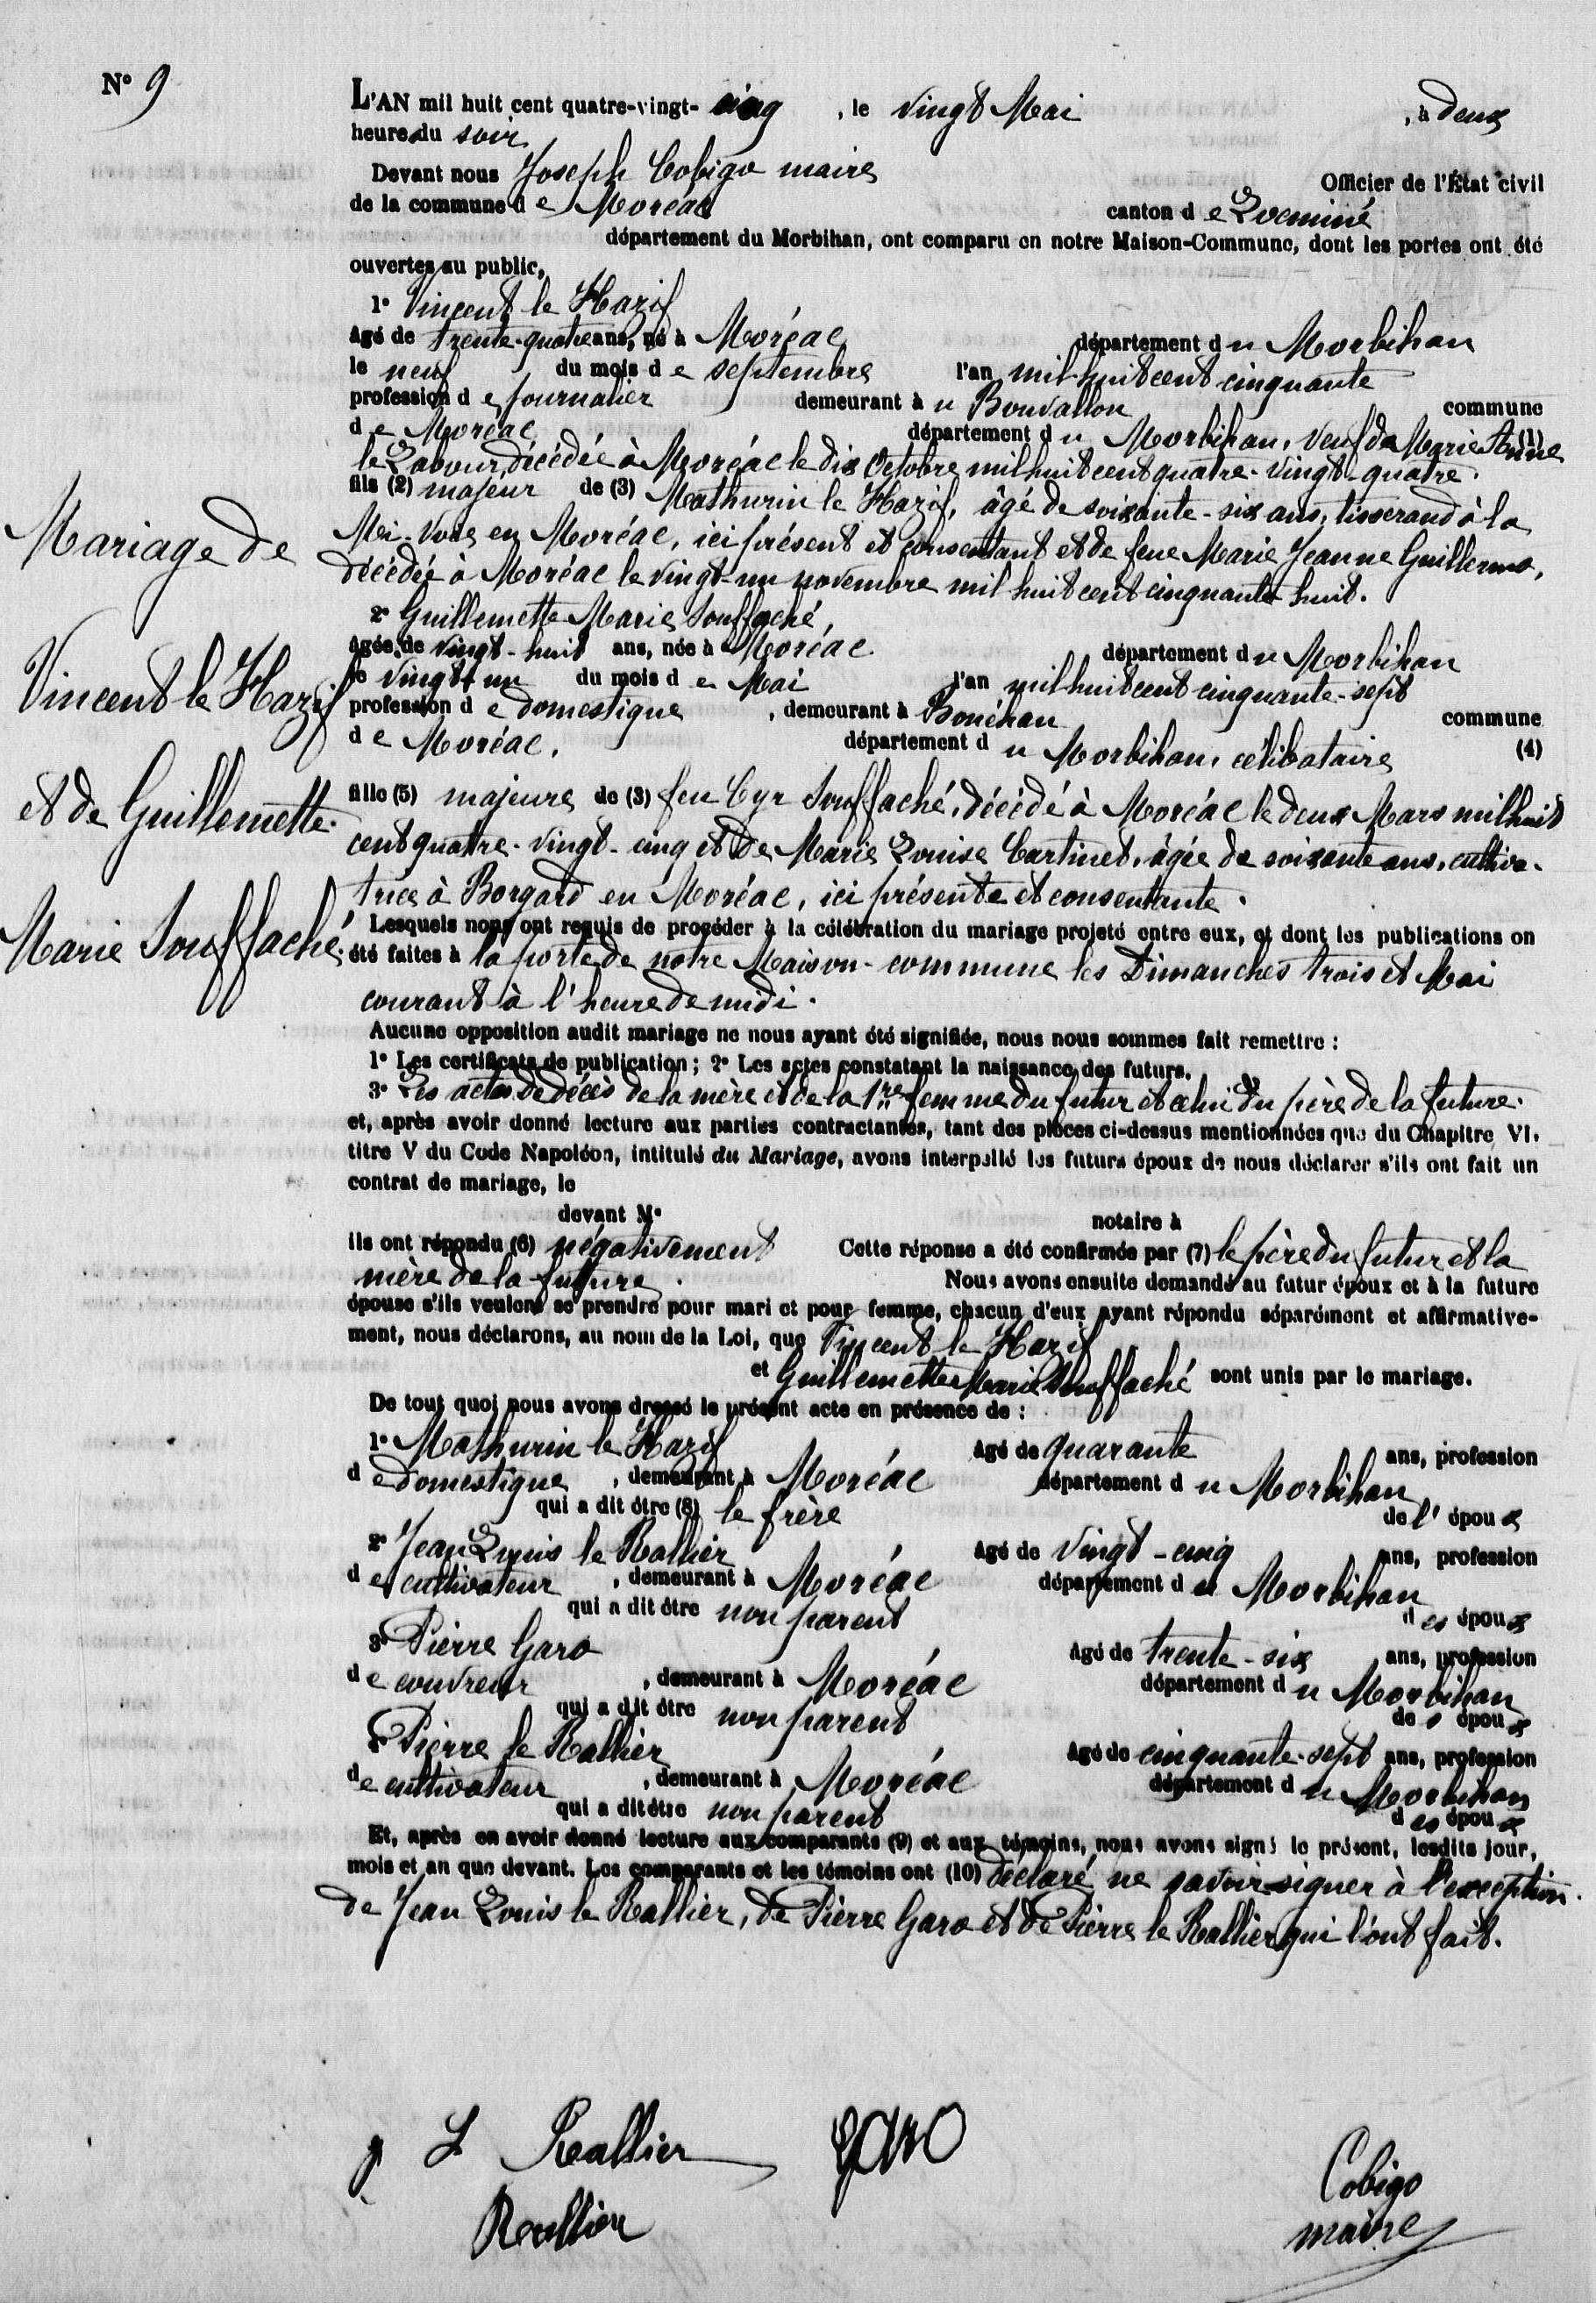 N° 9
L'AN mil huit cent quatre-vingt- cinq, le vingt Mai, à deux
heures du soir
Devant nous Joseph Cobigo maire Officier de l'État civil
de la commune de Moréac canton de Locminé
département du Morbihan, ont comparu en notre Maison-Commune, dont les portes ont été
ouvertes au public,
1° Vincent le Hazif
Agé de trente-quatre ans, né à Moréac département du Morbihan
le neuf du mois de septembre l'an mil-huit cent cinquante
profession de journalier demeurant à u Bouvallon commune
de Moréac département du Morbihan, veuf de Marie Anne (1)
le Labour, décédée à Moréac le dix Octobre mil huit cent quatre-vingt-quatre.
fils (2) majeur de (3) Mathurin le Hazif, âgé de soixante-six ans, tisserand à la
Mi-Voie en Moréac, ici présent et consentant et de feue Marie Jeanne Guillermo,
décédée à Moréac le vingt-un novembre mil huit cent cinquante huit.
2° Guillemette Marie Souffaché
Agée de vingt-huit ans, née à Moréac département du Morbihan
le vingt-un du mois de Mai l'an mil huit cent cinquante-sept
profession de domestique, demeurant à Bonéhan commune
de Moréac, département du Morbihan, célibataire (4)
fille (5) majeure de (3) feu Cyr Souffaché, décédé à Moréac le deux Mars mil huit
cent quatre-vingt-cinq et de Marie Louise Cartinet, âgée de soixante ans, cultiva-
trice à Borgard en Moréac, ici présente et consentante.
Mariage de
Vincent le Hazif
et de Guillemette
Marie Souffaché.
Lesquels nous ont requis de procéder à la célébration du mariage projeté entre eux, et dont les publications on
été faites à la porte de notre Maison-commune les Dimanches trois et Mai
courant à l'heure de midi.
Aucune opposition audit mariage ne nous ayant été signifiée, nous nous sommes fait remettre :
1° Les certificats de publication ; 2° Les actes constatant la naissance des futurs.
3° Les actes de décès de la mère et de la 1re femme du futur et celui du père de la future.
et, après avoir donné lecture aux parties contractantes, tant des pièces ci-dessus mentionnées que du Chapitre VI.
titre V du Code Napoléon, intitulé du Mariage, avons interpellé les futurs époux de nous déclarer s'ils ont fait un
contrat de mariage, le
devant Me notaire à
ils ont répondu (6) négativement Cette réponse a été confirmée par (7) le père du futur et la
mère de la future. Nous avons ensuite demandé au futur époux et à la future
épouse s'ils veulent se prendre pour mari et pour femme, chacun d'eux ayant répondu séparément et affirmative-
ment, nous déclarons, au nom de la Loi, que Vincent le Hazif
et Guillemette Marie Souffaché sont unis par le mariage.
De tout quoi nous avons dressé le présent acte en présence de :
1° Mathurin le Hazif Agé de quarante ans, profession
de domestique, demeurant à Moréac département du Morbihan
qui a dit être (8) le frère de l'époux
2° Jean Louis le Rallier Agé de vingt-cinq ans, profession
de cultivateur, demeurant à Moréac département du Morbihan
qui a dit être non parent des époux
3° Pierre Garo Agé de trente-six ans, profession
de couvreur, demeurant à Moréac département du Morbihan
qui a dit être non parent des époux
Pierre le Rallier Agé de cinquante-sept ans, profession
de cultivateur, demeurant à Moréac département du Morbihan
qui a dit être non parent des époux
Et, après en avoir donné lecture aux comparants (9) et aux témoins, nous avons signé le présent, lesdits jour,
mois et an que devant. Les comparants et les témoins ont (10) déclaré ne savoir signer à l'exception
de Jean Louis le Rallier, de Pierre Garo et de Pierre le Rallier qui l'ont fait.
J L Rallier GARO
Rallier
Cobigo
maire